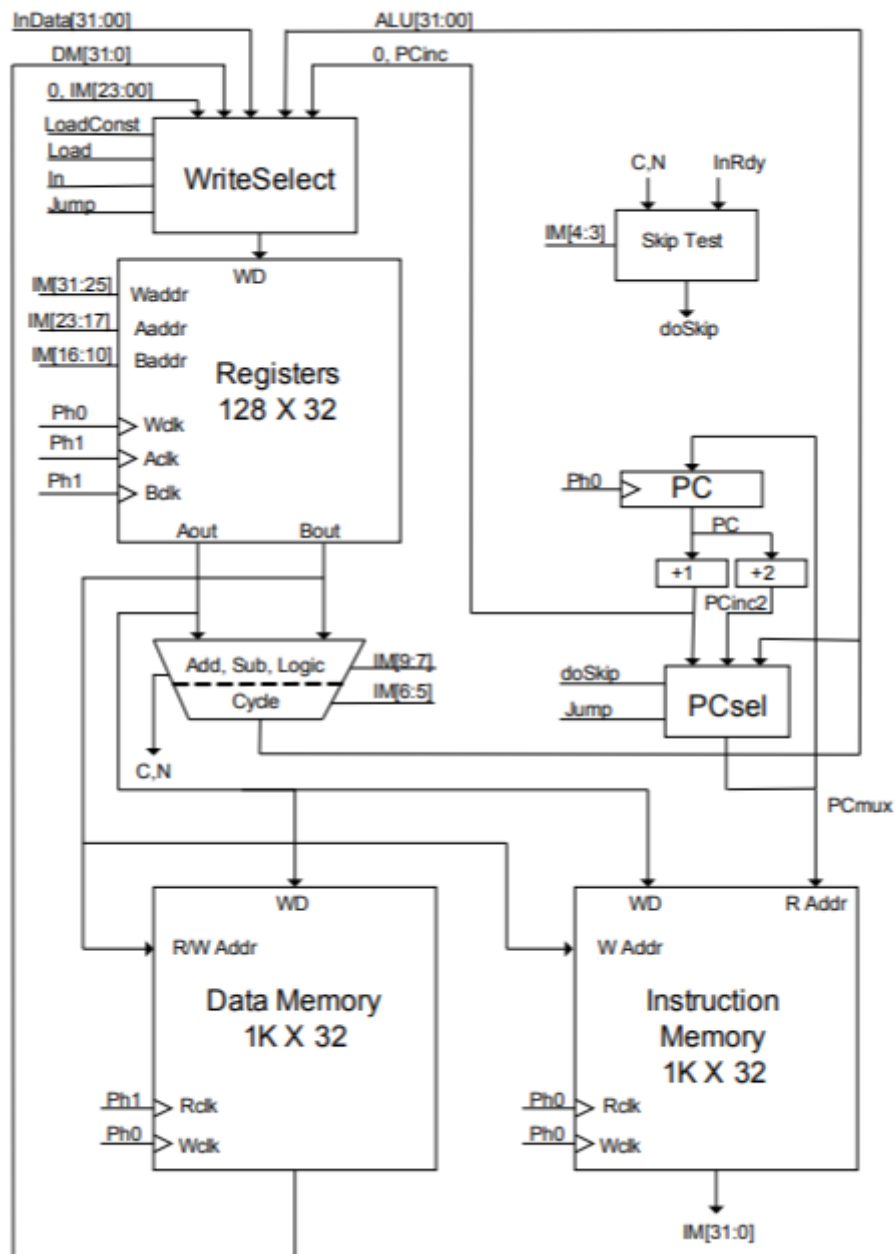 InData[31:00]
ALU[31:00]
DM[31:0]
0, PCinc
0, IM[23:00]
LoadConst
Load
In
Jump
WriteSelect
C,N
InRdy
IM[4:3]
Skip Test
doSkip
WD
IM[31:25]
Waddr
IM[23:17]
Aaddr
IM[16:10]
Baddr
Registers
128 X 32
Ph0
Wclk
Ph1
Aclk
Ph1
Bclk
Aout
Bout
Ph0
PC
PC
+1
+2
PCinc2
Add, Sub, Logic
IM[9:7]
Cycle
IM[6:5]
C,N
doSkip
Jump
PCsel
PCmux
WD
R/W Addr
Data Memory
1K X 32
Ph1
Rclk
Ph0
Wclk
WD
R Addr
W Addr
Instruction
Memory
1K X 32
Ph0
Rclk
Ph0
Wclk
IM[31:0]